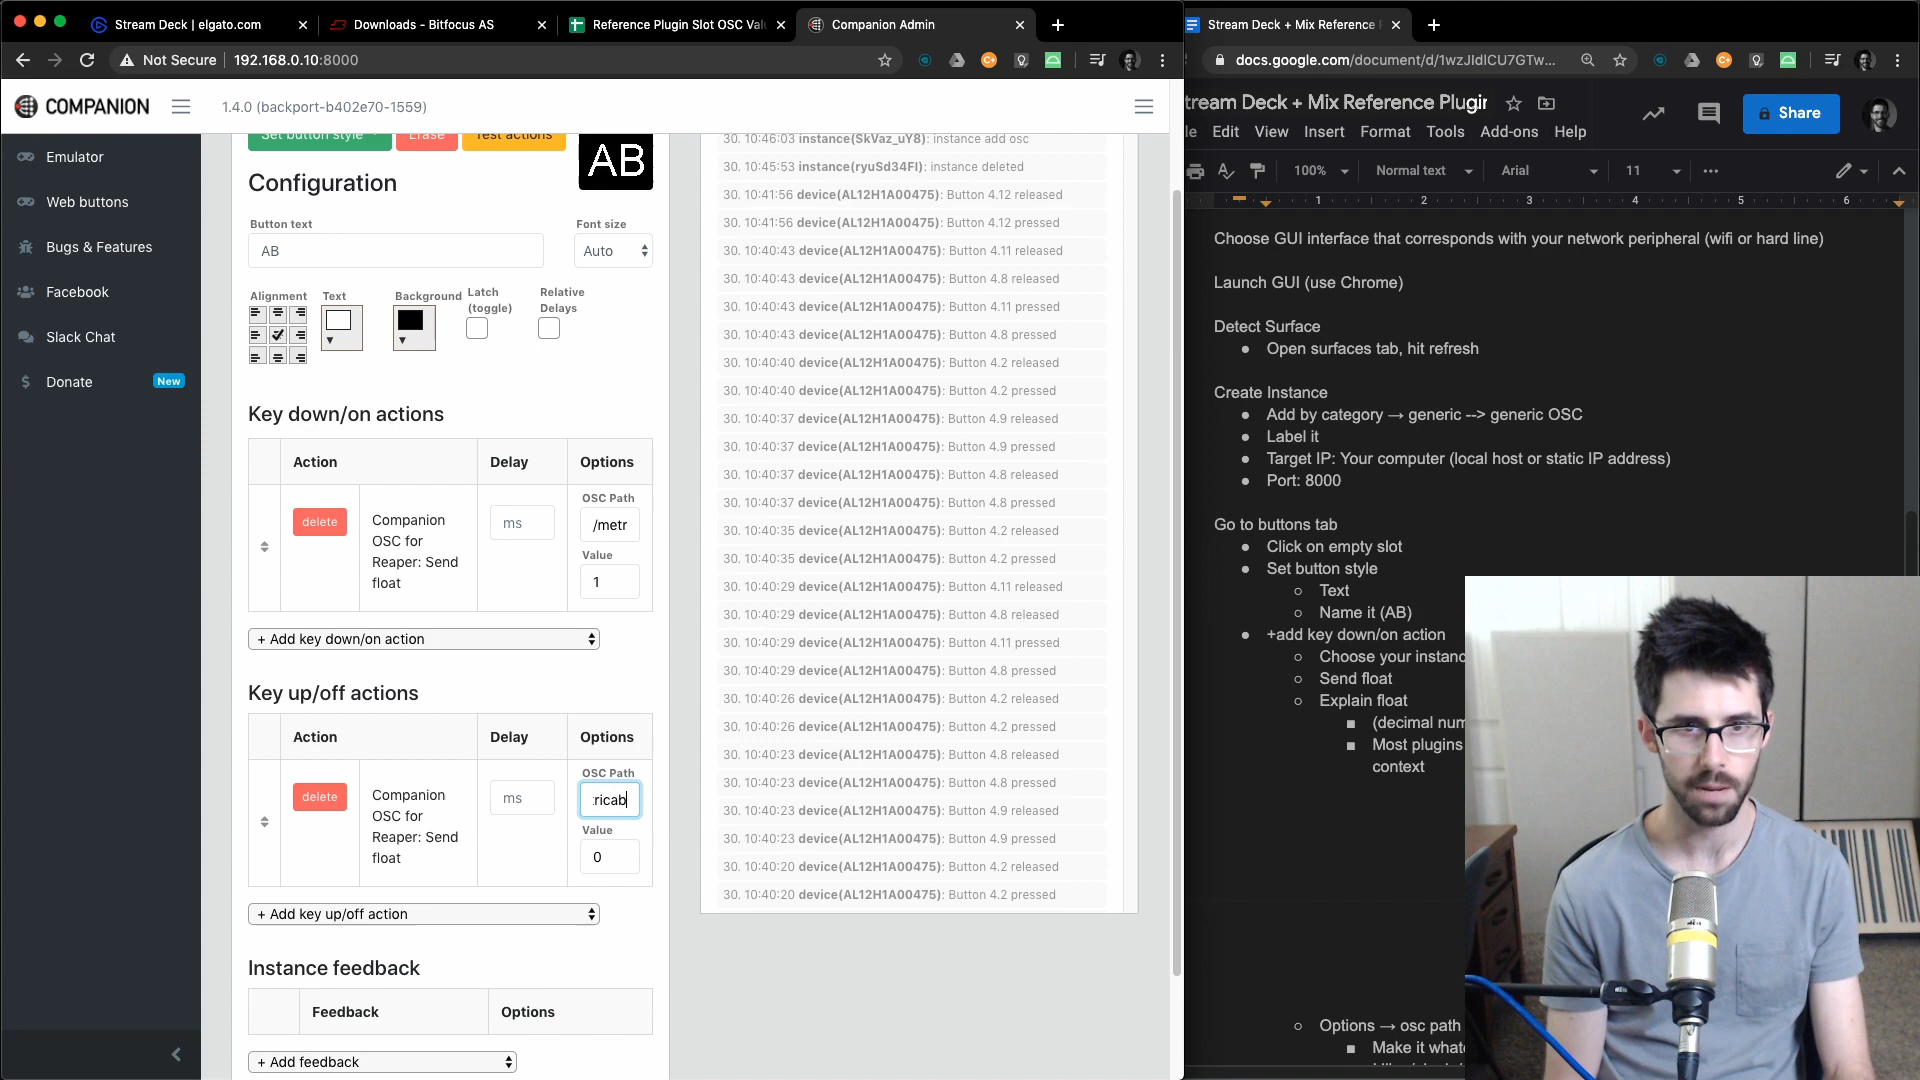 Stream Deck | elgato.com
Downloads - Bitfocus AS
Reference Plugin Slot OSC Val
Companion Admin
Not Secure
192.168.0.10:8000
COMPANION
1.4.0 (backport-b402e70-1559)
Emulator
Web buttons
Bugs & Features
Facebook
Slack Chat
Donate
New
Set button style
Erase
Test actions
AB
Configuration
Button text
Font size
AB
Auto
Alignment
Text
Background
Latch
(toggle)
Relative
Delays
Key down/on actions
Action
Delay
Options
delete
Companion
OSC for
Reaper: Send
float
ms
OSC Path
/metr
Value
1
+ Add key down/on action
Key up/off actions
Action
Delay
Options
delete
Companion
OSC for
Reaper: Send
float
ms
OSC Path
ricab
Value
0
+ Add key up/off action
Instance feedback
Feedback
Options
+ Add feedback
30. 10:46:03 instance(SkVaz_uY8): instance add osc
30. 10:45:53 instance(ryuSd34FI): instance deleted
30. 10:41:56 device(AL12H1A00475): Button 4.12 released
30. 10:41:56 device(AL12H1A00475): Button 4.12 pressed
30. 10:40:43 device(AL12H1A00475): Button 4.11 released
30. 10:40:43 device(AL12H1A00475): Button 4.8 released
30. 10:40:43 device(AL12H1A00475): Button 4.11 pressed
30. 10:40:43 device(AL12H1A00475): Button 4.8 pressed
30. 10:40:40 device(AL12H1A00475): Button 4.2 released
30. 10:40:40 device(AL12H1A00475): Button 4.2 pressed
30. 10:40:37 device(AL12H1A00475): Button 4.9 released
30. 10:40:37 device(AL12H1A00475): Button 4.9 pressed
30. 10:40:37 device(AL12H1A00475): Button 4.8 released
30. 10:40:37 device(AL12H1A00475): Button 4.8 pressed
30. 10:40:35 device(AL12H1A00475): Button 4.2 released
30. 10:40:35 device(AL12H1A00475): Button 4.2 pressed
30. 10:40:29 device(AL12H1A00475): Button 4.11 released
30. 10:40:29 device(AL12H1A00475): Button 4.8 released
30. 10:40:29 device(AL12H1A00475): Button 4.11 pressed
30. 10:40:29 device(AL12H1A00475): Button 4.8 pressed
30. 10:40:26 device(AL12H1A00475): Button 4.2 released
30. 10:40:26 device(AL12H1A00475): Button 4.2 pressed
30. 10:40:23 device(AL12H1A00475): Button 4.8 released
30. 10:40:23 device(AL12H1A00475): Button 4.8 pressed
30. 10:40:23 device(AL12H1A00475): Button 4.9 released
30. 10:40:23 device(AL12H1A00475): Button 4.9 pressed
30. 10:40:20 device(AL12H1A00475): Button 4.2 released
30. 10:40:20 device(AL12H1A00475): Button 4.2 pressed
Stream Deck + Mix Reference P
docs.google.com/document/d/1wzJIdlCU7GTw...
tream Deck + Mix Reference Plugin
le Edit View Insert Format Tools Add-ons Help
Share
100% Normal text Arial 11
1 2 3 4 5 6
Choose GUI interface that corresponds with your network peripheral (wifi or hard line)
Launch GUI (use Chrome)
Detect Surface
● Open surfaces tab, hit refresh
Create Instance
● Add by category → generic --> generic OSC
● Label it
● Target IP: Your computer (local host or static IP address)
● Port: 8000
Go to buttons tab
● Click on empty slot
● Set button style
○ Text
○ Name it (AB)
● +add key down/on action
○ Choose your instanc
○ Send float
○ Explain float
■ (decimal num
■ Most plugins
context
○ Options → osc path
■ Make it what